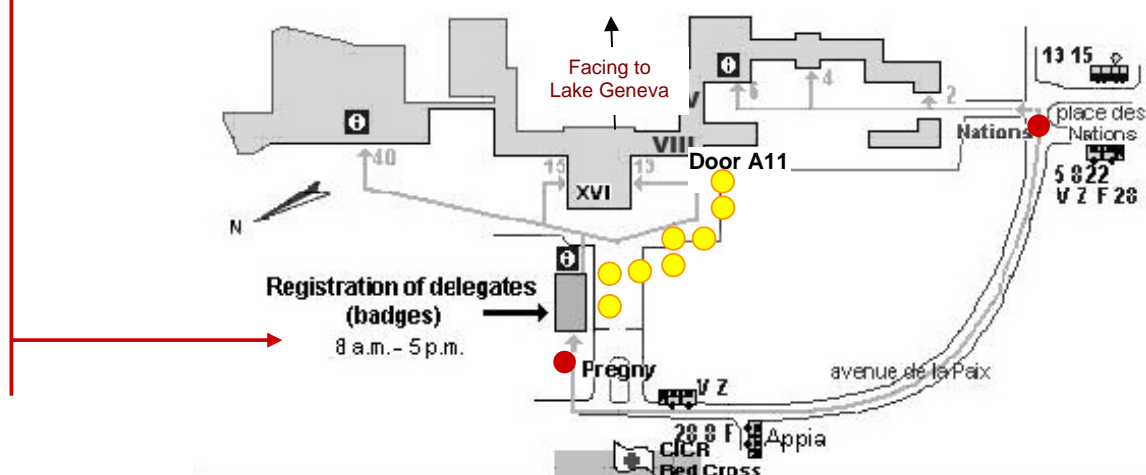 Facing to
Lake Geneva
13 15
6
4
2
V
place des
Nations
Nations
VIII
Door A11
5 8 22
V Z F 28
40
15
13
XVI
N
Registration of delegates
(badges)
8 a.m. - 5 p.m.
Pregny
avenue de la Paix
V Z
28 8 F
Appia
CICR
Red Cross